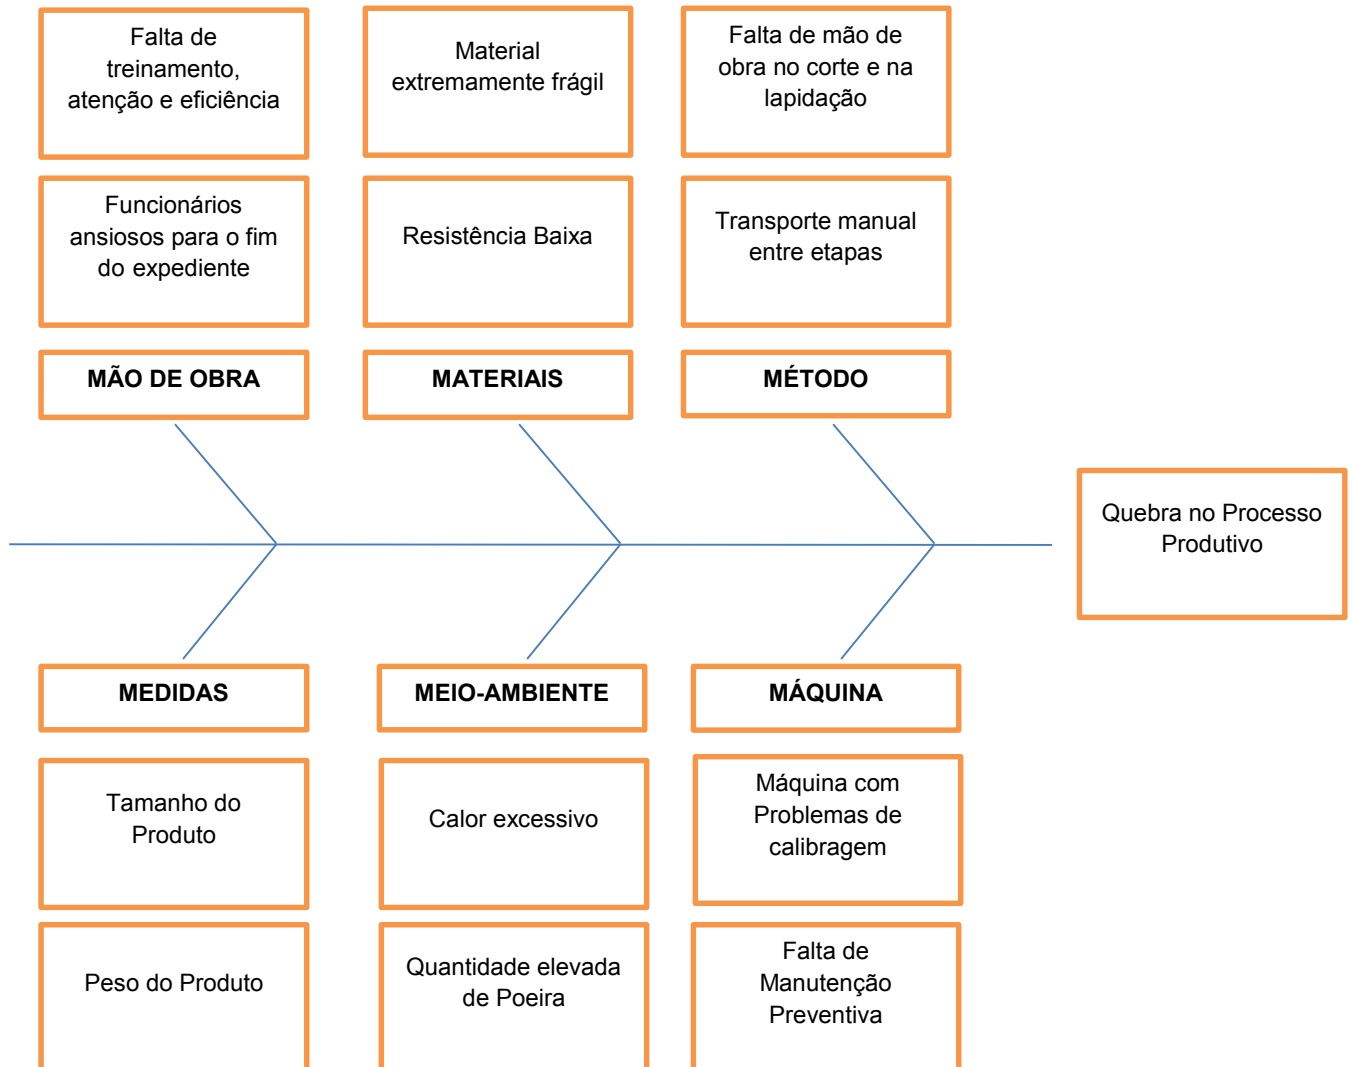 Falta de
treinamento,
atenção e eficiência
Material
extremamente frágil
Falta de mão de
obra no corte e na
lapidação
Funcionários
ansiosos para o fim
do expediente
Resistência Baixa
Transporte manual
entre etapas
MÃO DE OBRA
MATERIAIS
MÉTODO
Quebra no Processo
Produtivo
MEDIDAS
MEIO-AMBIENTE
MÁQUINA
Tamanho do
Produto
Calor excessivo
Máquina com
Problemas de
calibragem
Peso do Produto
Quantidade elevada
de Poeira
Falta de
Manutenção
Preventiva